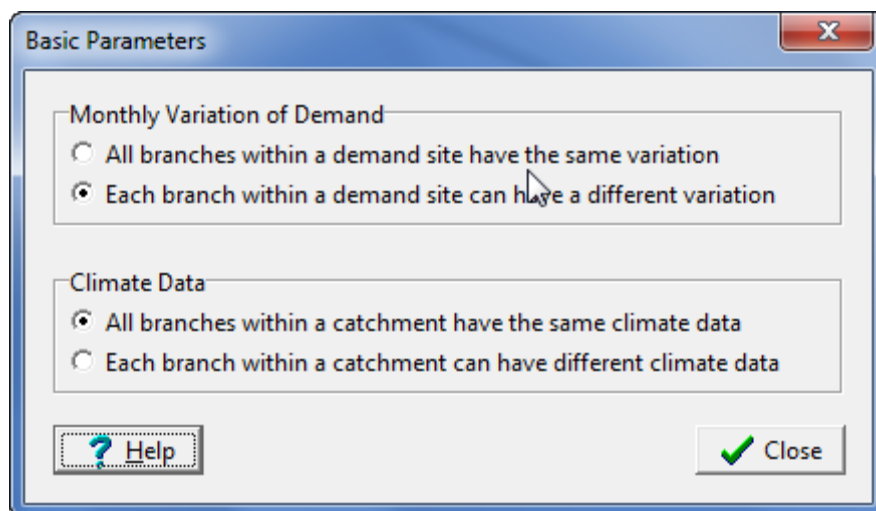 Basic Parameters
Monthly Variation of Demand
All branches within a demand site have the same variation
Each branch within a demand site can have a different variation
Climate Data
All branches within a catchment have the same climate data
Each branch within a catchment can have different climate data
? Help
Close